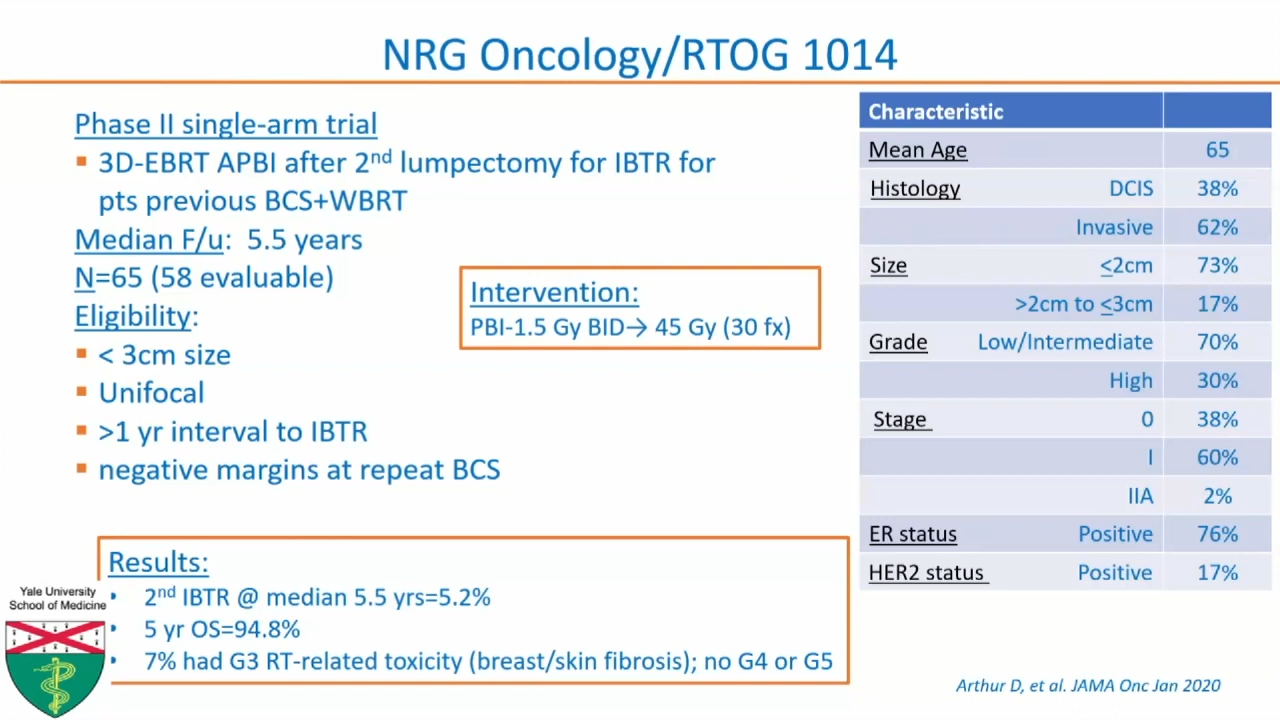 NRG Oncology/RTOG 1014
Phase II single-arm trial
▪ 3D-EBRT APBI after 2nd lumpectomy for IBTR for
pts previous BCS+WBRT
Median F/u: 5.5 years
N=65 (58 evaluable)
Eligibility:
▪ < 3cm size
▪ Unifocal
▪ >1 yr interval to IBTR
▪ negative margins at repeat BCS
Intervention:
PBI-1.5 Gy BID→ 45 Gy (30 fx)
Results:
• 2nd IBTR @ median 5.5 yrs=5.2%
• 5 yr OS=94.8%
• 7% had G3 RT-related toxicity (breast/skin fibrosis); no G4 or G5
Yale University
School of Medicine
Characteristic
Mean Age 65
Histology DCIS 38%
Invasive 62%
Size ≤2cm 73%
>2cm to ≤3cm 17%
Grade Low/Intermediate 70%
High 30%
Stage 0 38%
I 60%
IIA 2%
ER status Positive 76%
HER2 status Positive 17%
Arthur D, et al. JAMA Onc Jan 2020